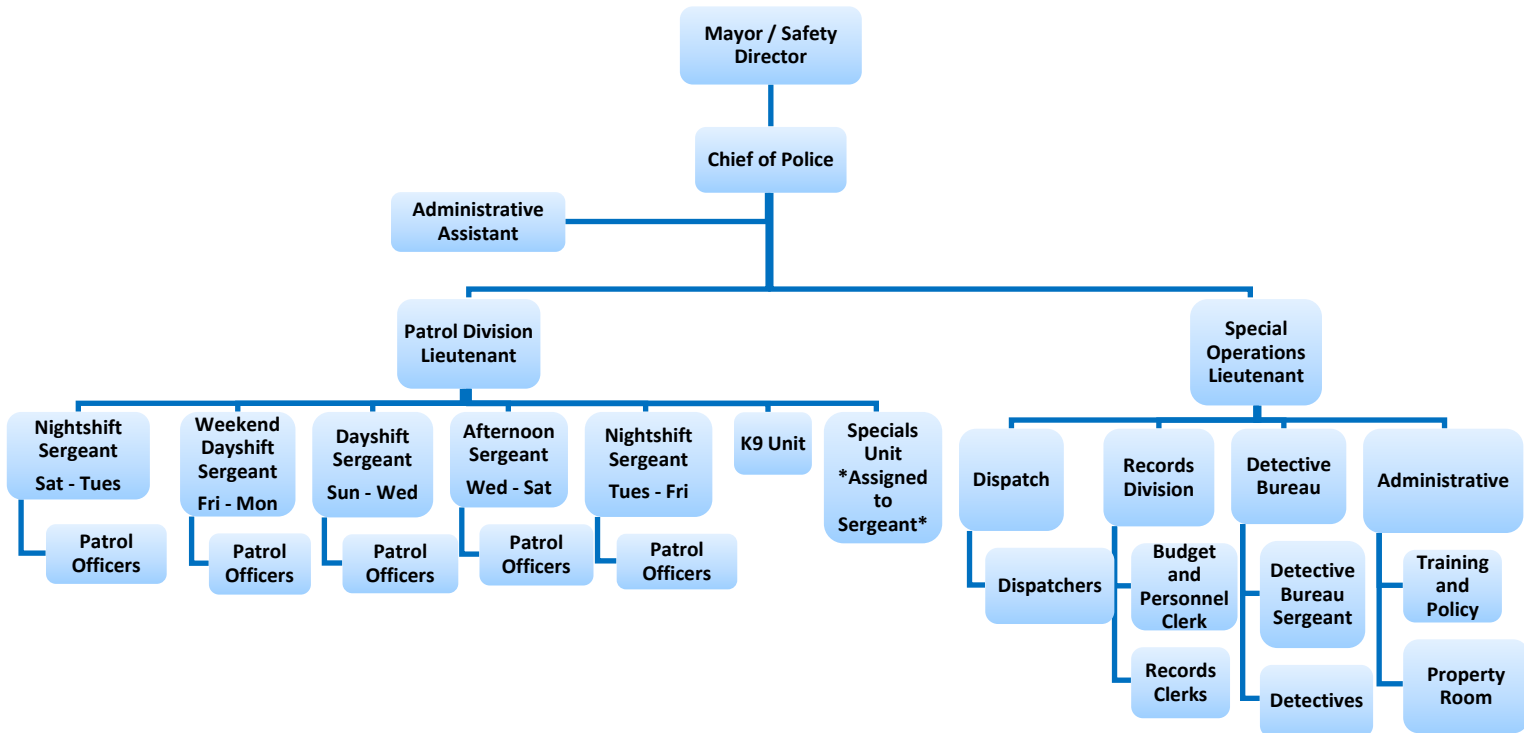 Mayor / Safety
Director
Chief of Police
Administrative
Assistant
Patrol Division
Lieutenant
Special
Operations
Lieutenant
Nightshift
Sergeant
Sat - Tues
Weekend
Dayshift
Sergeant
Fri - Mon
Dayshift
Sergeant
Sun - Wed
Afternoon
Sergeant
Wed - Sat
Nightshift
Sergeant
Tues - Fri
K9 Unit
Specials
Unit
*Assigned
to
Sergeant*
Dispatch
Records
Division
Detective
Bureau
Administrative
Patrol
Officers
Patrol
Officers
Patrol
Officers
Patrol
Officers
Patrol
Officers
Dispatchers
Budget
and
Personnel
Clerk
Detective
Bureau
Sergeant
Training
and
Policy
Records
Clerks
Detectives
Property
Room